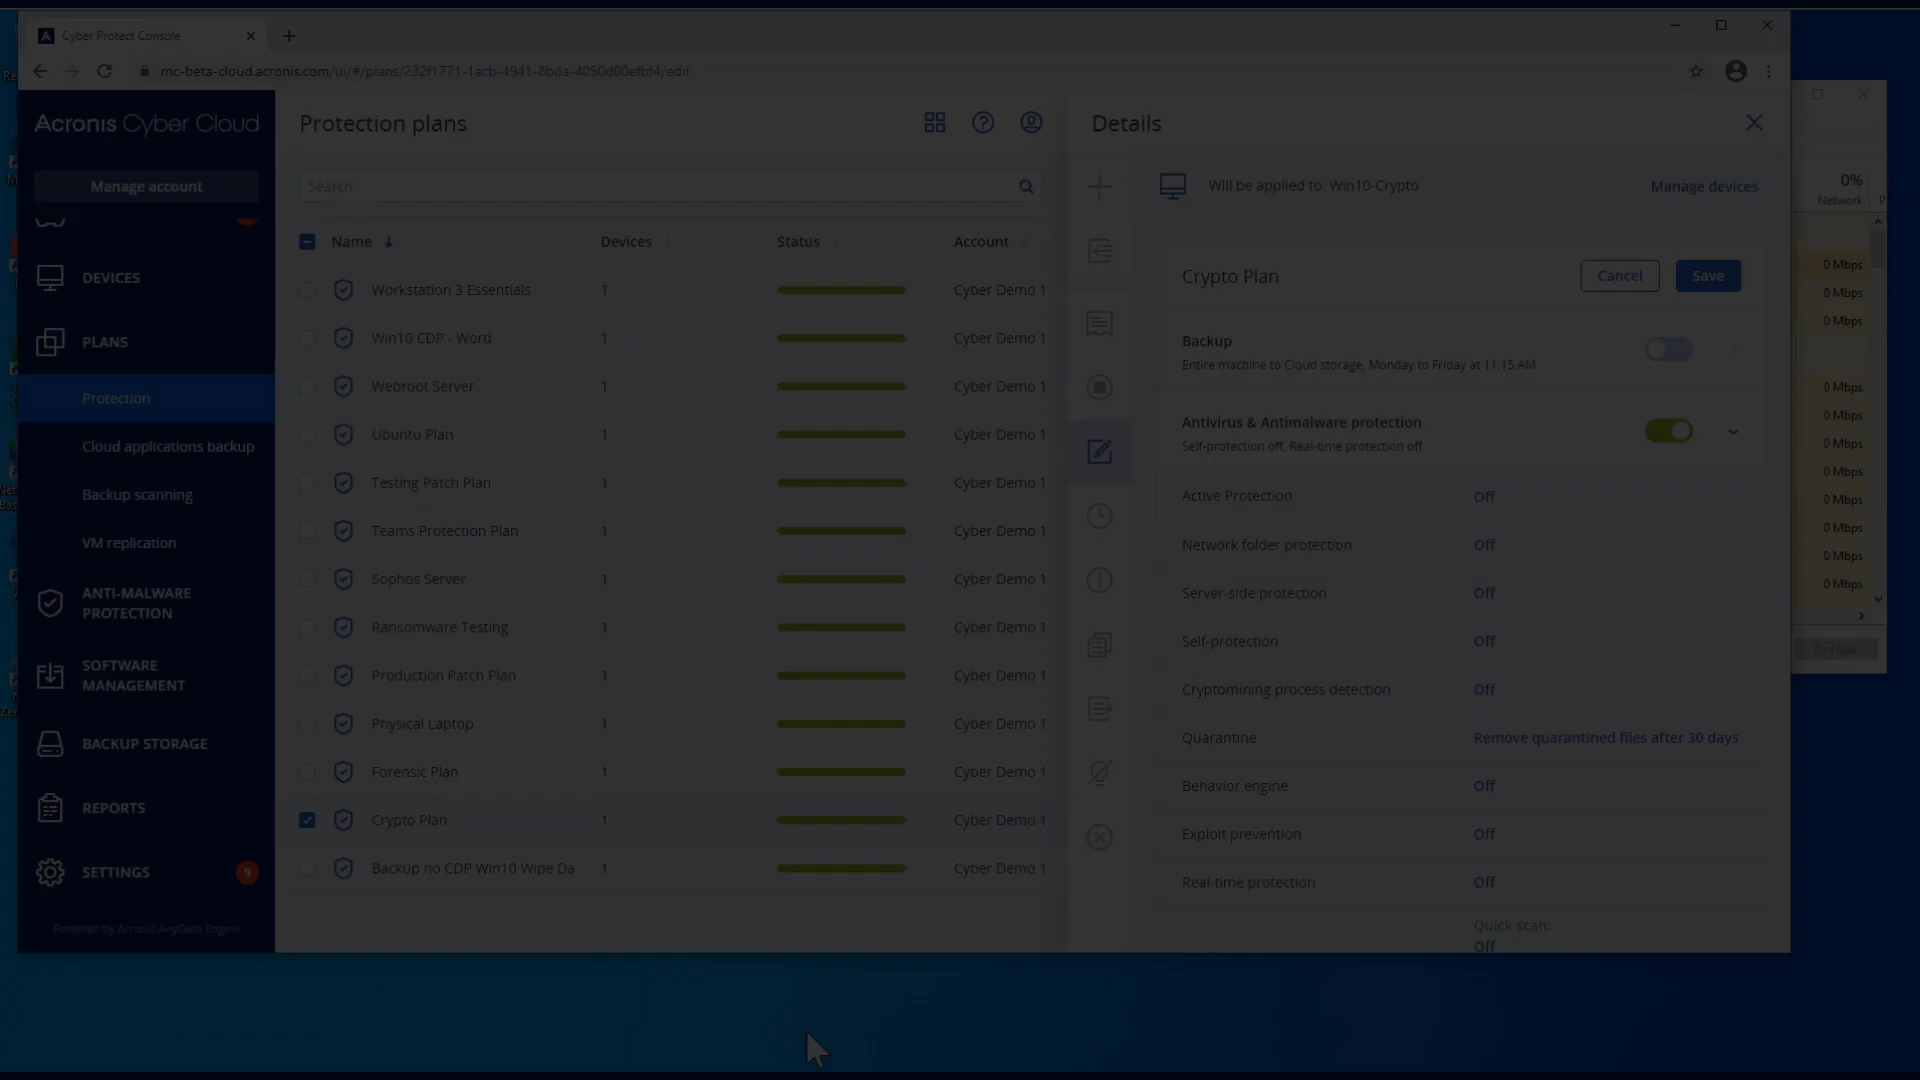 Cyber Protect Console
mc-beta-cloud.acronis.com/ui/#/plans/232f1771-1acb-4941-8bda-4050d00efbf4/edit
Acronis Cyber Cloud
Manage account
DEVICES
PLANS
Protection
Cloud applications backup
Backup scanning
VM replication
ANTI-MALWARE
PROTECTION
SOFTWARE
MANAGEMENT
BACKUP STORAGE
REPORTS
SETTINGS 9
Powered by Acronis AnyData Engine
Protection plans
Search
Name Devices Status Account
Workstation 3 Essentials 1 Cyber Demo 1
Win10 CDP - Word 1 Cyber Demo 1
Webroot Server 1 Cyber Demo 1
Ubuntu Plan 1 Cyber Demo 1
Testing Patch Plan 1 Cyber Demo 1
Teams Protection Plan 1 Cyber Demo 1
Sophos Server 1 Cyber Demo 1
Ransomware Testing 1 Cyber Demo 1
Production Patch Plan 1 Cyber Demo 1
Physical Laptop 1 Cyber Demo 1
Forensic Plan 1 Cyber Demo 1
Crypto Plan 1 Cyber Demo 1
Backup no CDP Win10 Wipe Da 1 Cyber Demo 1
Details
Will be applied to: Win10-Crypto Manage devices
Crypto Plan Cancel Save
Backup
Entire machine to Cloud storage, Monday to Friday at 11:15 AM
Antivirus & Antimalware protection
Self-protection off, Real-time protection off
Active Protection Off
Network folder protection Off
Server-side protection Off
Self-protection Off
Cryptomining process detection Off
Quarantine Remove quarantined files after 30 days
Behavior engine Off
Exploit prevention Off
Real-time protection Off
Quick scan:
Off
0%
Network P
0 Mbps
0 Mbps
0 Mbps
0 Mbps
0 Mbps
0 Mbps
0 Mbps
0 Mbps
0 Mbps
0 Mbps
0 Mbps
End task